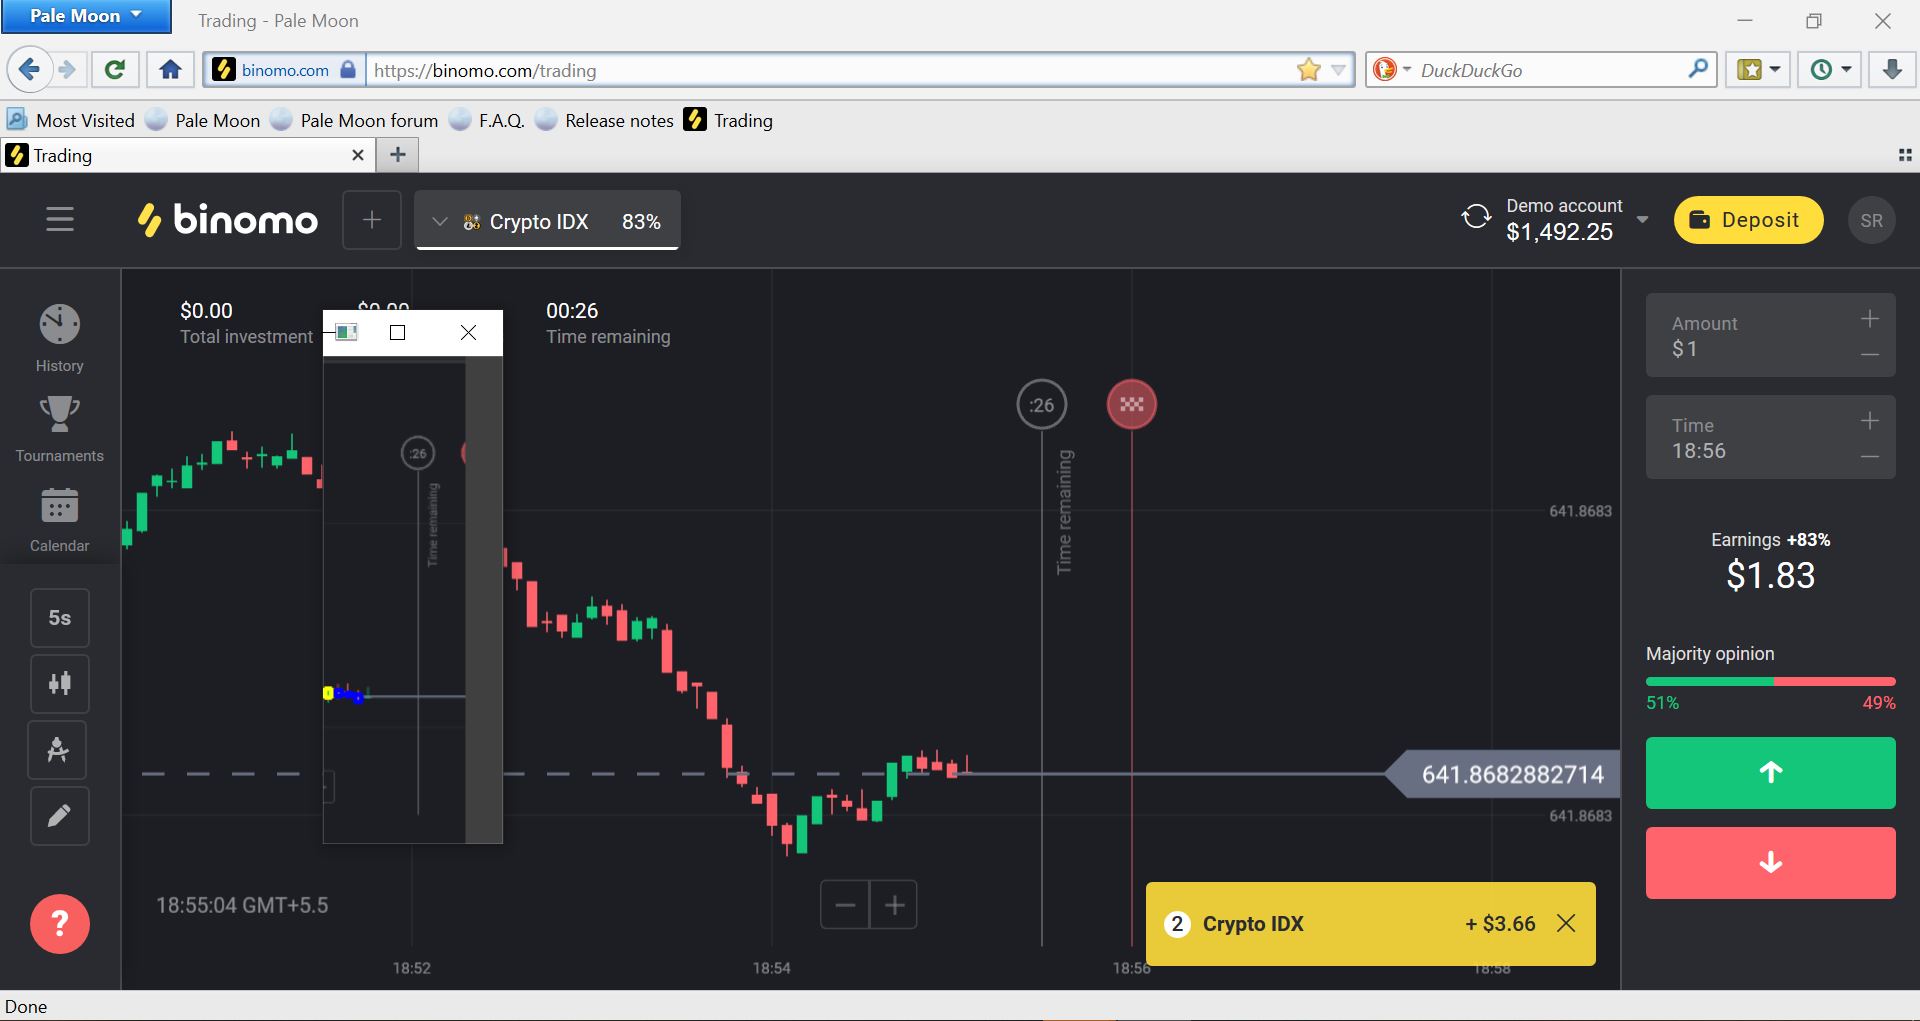 Pale Moon
Trading - Pale Moon
binomo.com
https://binomo.com/trading
DuckDuckGo
Most Visited
Pale Moon
Pale Moon forum
F.A.Q.
Release notes
Trading
Trading
binomo
Crypto IDX
83%
Demo account
$1,492.25
Deposit
SR
History
Tournaments
Calendar
5s
?
$0.00
Total investment
$0.00
00:26
Time remaining
:26
Time remaining
:26
Time remaining
641.8683
641.8682882714
641.8683
18:55:04 GMT+5.5
2 Crypto IDX + $3.66
18:52
18:54
18:56
18:58
Amount
$1
Time
18:56
Earnings +83%
$1.83
Majority opinion
51%
49%
Done